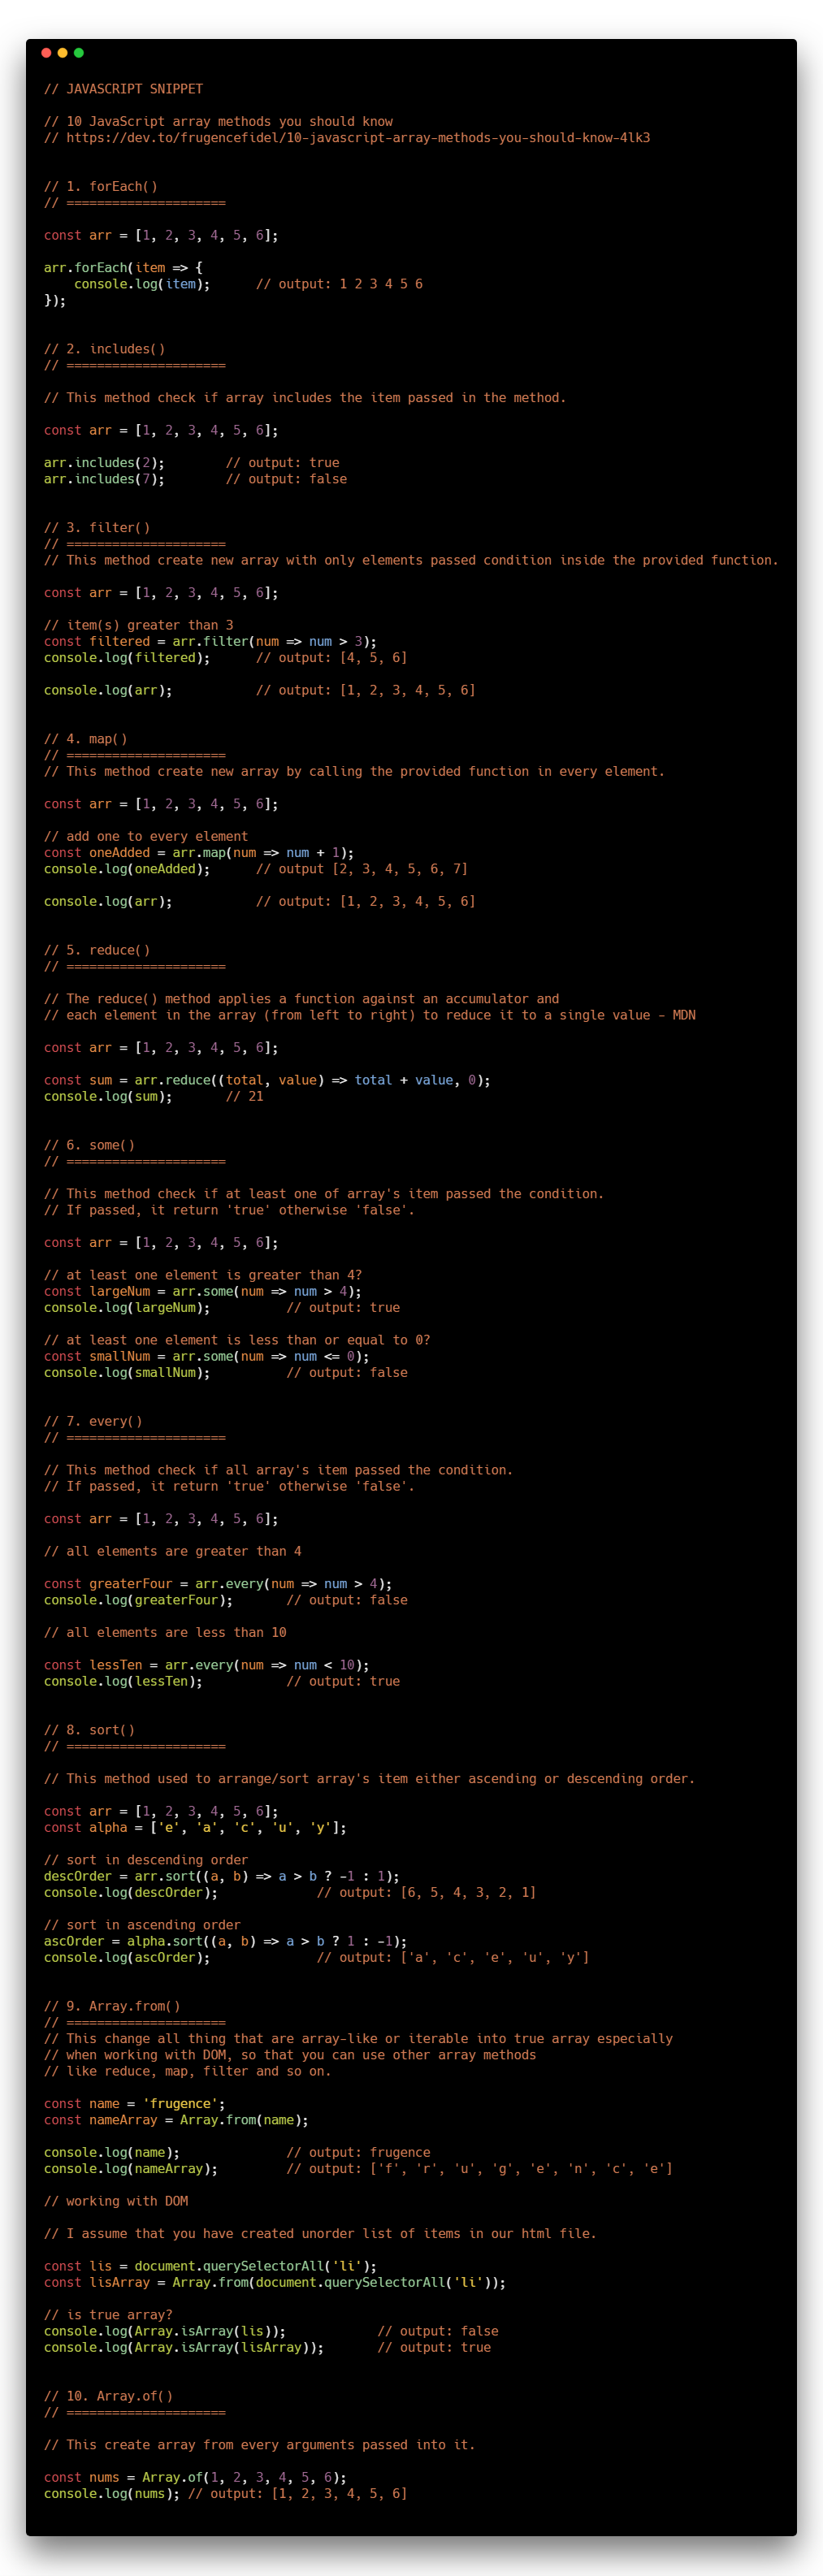 // JAVASCRIPT SNIPPET
// 10 JavaScript array methods you should know
// https://dev.to/frugencefidel/10-javascript-array-methods-you-should-know-4lk3
// 1. forEach()
// =====================
const arr = [1, 2, 3, 4, 5, 6];
arr.forEach(item => {
    console.log(item);      // output: 1 2 3 4 5 6
});
// 2. includes()
// =====================
// This method check if array includes the item passed in the method.
const arr = [1, 2, 3, 4, 5, 6];
arr.includes(2);        // output: true
arr.includes(7);        // output: false
// 3. filter()
// =====================
// This method create new array with only elements passed condition inside the provided function.
const arr = [1, 2, 3, 4, 5, 6];
// item(s) greater than 3
const filtered = arr.filter(num => num > 3);
console.log(filtered);      // output: [4, 5, 6]
console.log(arr);           // output: [1, 2, 3, 4, 5, 6]
// 4. map()
// =====================
// This method create new array by calling the provided function in every element.
const arr = [1, 2, 3, 4, 5, 6];
// add one to every element
const oneAdded = arr.map(num => num + 1);
console.log(oneAdded);      // output [2, 3, 4, 5, 6, 7]
console.log(arr);           // output: [1, 2, 3, 4, 5, 6]
// 5. reduce()
// =====================
// The reduce() method applies a function against an accumulator and
// each element in the array (from left to right) to reduce it to a single value - MDN
const arr = [1, 2, 3, 4, 5, 6];
const sum = arr.reduce((total, value) => total + value, 0);
console.log(sum);       // 21
// 6. some()
// =====================
// This method check if at least one of array's item passed the condition.
// If passed, it return 'true' otherwise 'false'.
const arr = [1, 2, 3, 4, 5, 6];
// at least one element is greater than 4?
const largeNum = arr.some(num => num > 4);
console.log(largeNum);          // output: true
// at least one element is less than or equal to 0?
const smallNum = arr.some(num => num <= 0);
console.log(smallNum);          // output: false
// 7. every()
// =====================
// This method check if all array's item passed the condition.
// If passed, it return 'true' otherwise 'false'.
const arr = [1, 2, 3, 4, 5, 6];
// all elements are greater than 4
const greaterFour = arr.every(num => num > 4);
console.log(greaterFour);       // output: false
// all elements are less than 10
const lessTen = arr.every(num => num < 10);
console.log(lessTen);           // output: true
// 8. sort()
// =====================
// This method used to arrange/sort array's item either ascending or descending order.
const arr = [1, 2, 3, 4, 5, 6];
const alpha = ['e', 'a', 'c', 'u', 'y'];
// sort in descending order
descOrder = arr.sort((a, b) => a > b ? -1 : 1);
console.log(descOrder);             // output: [6, 5, 4, 3, 2, 1]
// sort in ascending order
ascOrder = alpha.sort((a, b) => a > b ? 1 : -1);
console.log(ascOrder);              // output: ['a', 'c', 'e', 'u', 'y']
// 9. Array.from()
// =====================
// This change all thing that are array-like or iterable into true array especially
// when working with DOM, so that you can use other array methods
// like reduce, map, filter and so on.
const name = 'frugence';
const nameArray = Array.from(name);
console.log(name);              // output: frugence
console.log(nameArray);         // output: ['f', 'r', 'u', 'g', 'e', 'n', 'c', 'e']
// working with DOM
// I assume that you have created unorder list of items in our html file.
const lis = document.querySelectorAll('li');
const lisArray = Array.from(document.querySelectorAll('li'));
// is true array?
console.log(Array.isArray(lis));            // output: false
console.log(Array.isArray(lisArray));       // output: true
// 10. Array.of()
// =====================
// This create array from every arguments passed into it.
const nums = Array.of(1, 2, 3, 4, 5, 6);
console.log(nums); // output: [1, 2, 3, 4, 5, 6]